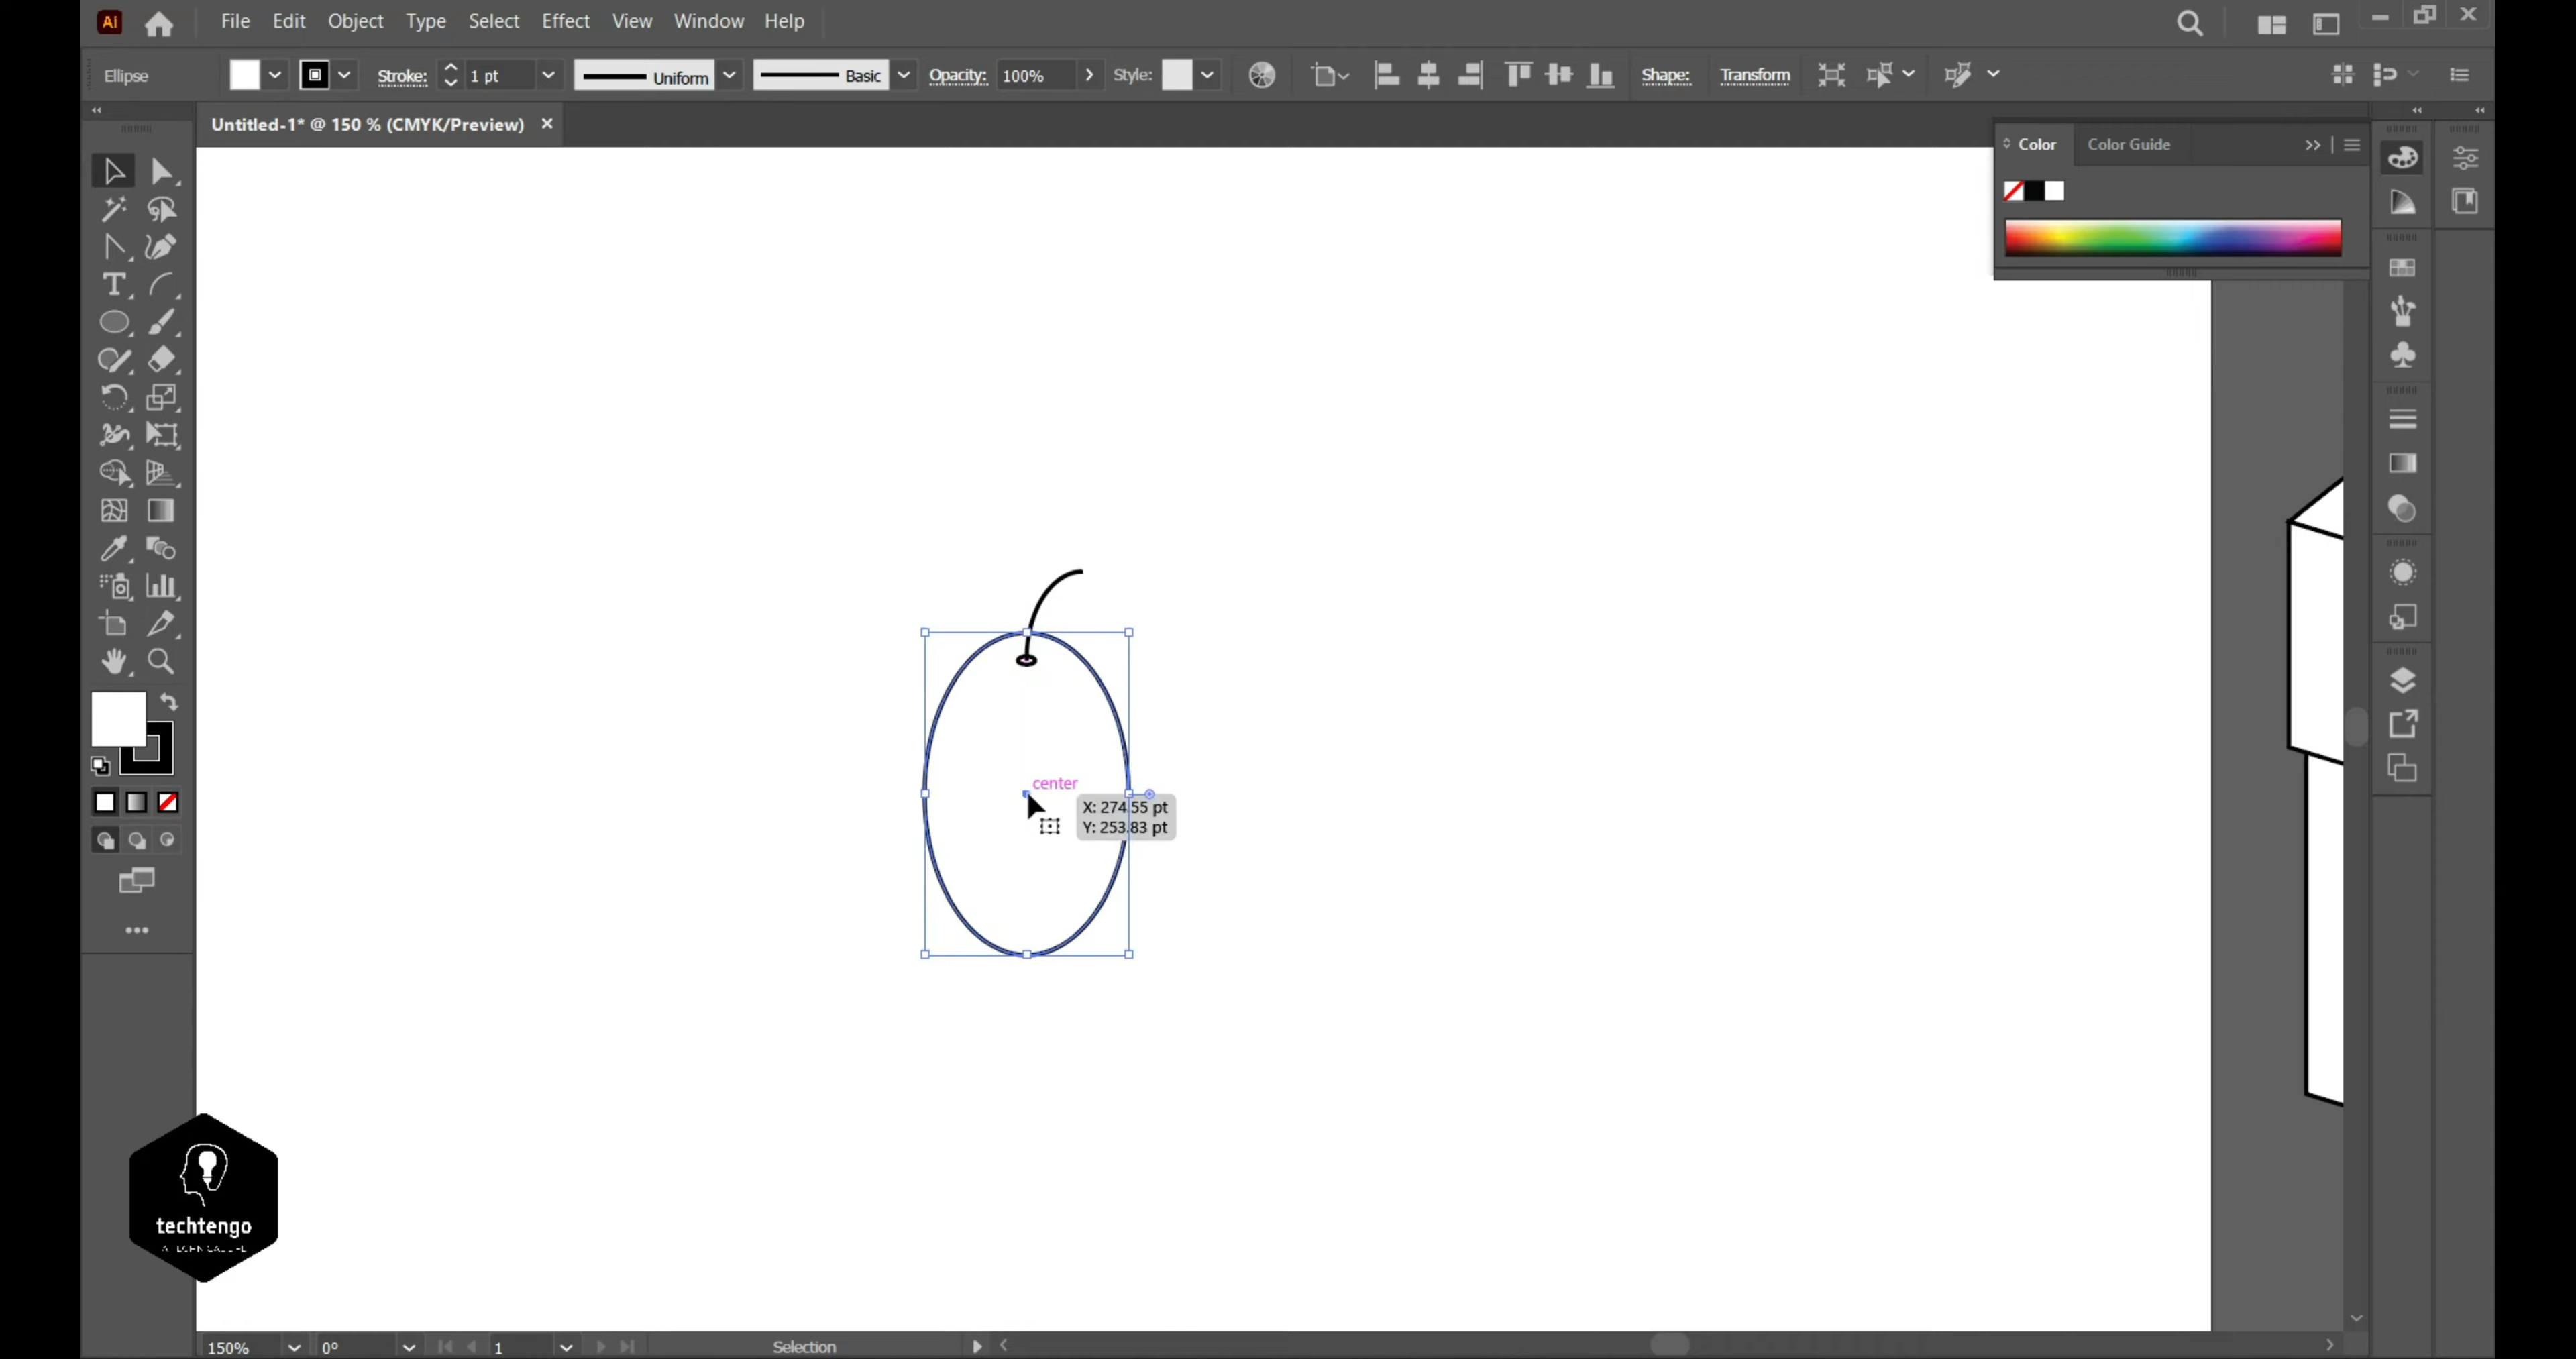 Ai File Edit Object Type Select Effect View Window Help
Ellipse Stroke: 1 pt Uniform Basic Opacity: 100% Style: Shape: Transform
Untitled-1* @ 150 % (CMYK/Preview)
Color Color Guide
center
X: 274.55 pt
Y: 253.83 pt
techtengo
150% 0° 1 Selection